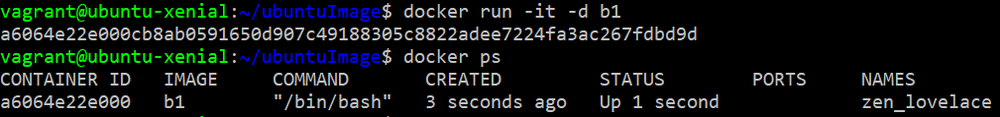 vagrant@ubuntu-xenial:~/ubuntuImage$ docker run -it -d b1
a6064e22e000cb8ab0591650d907c49188305c8822adee7224fa3ac267fdbd9d
vagrant@ubuntu-xenial:~/ubuntuImage$ docker ps
CONTAINER ID   IMAGE     COMMAND       CREATED         STATUS        PORTS     NAMES
a6064e22e000   b1        "/bin/bash"   3 seconds ago   Up 1 second             zen_lovelace